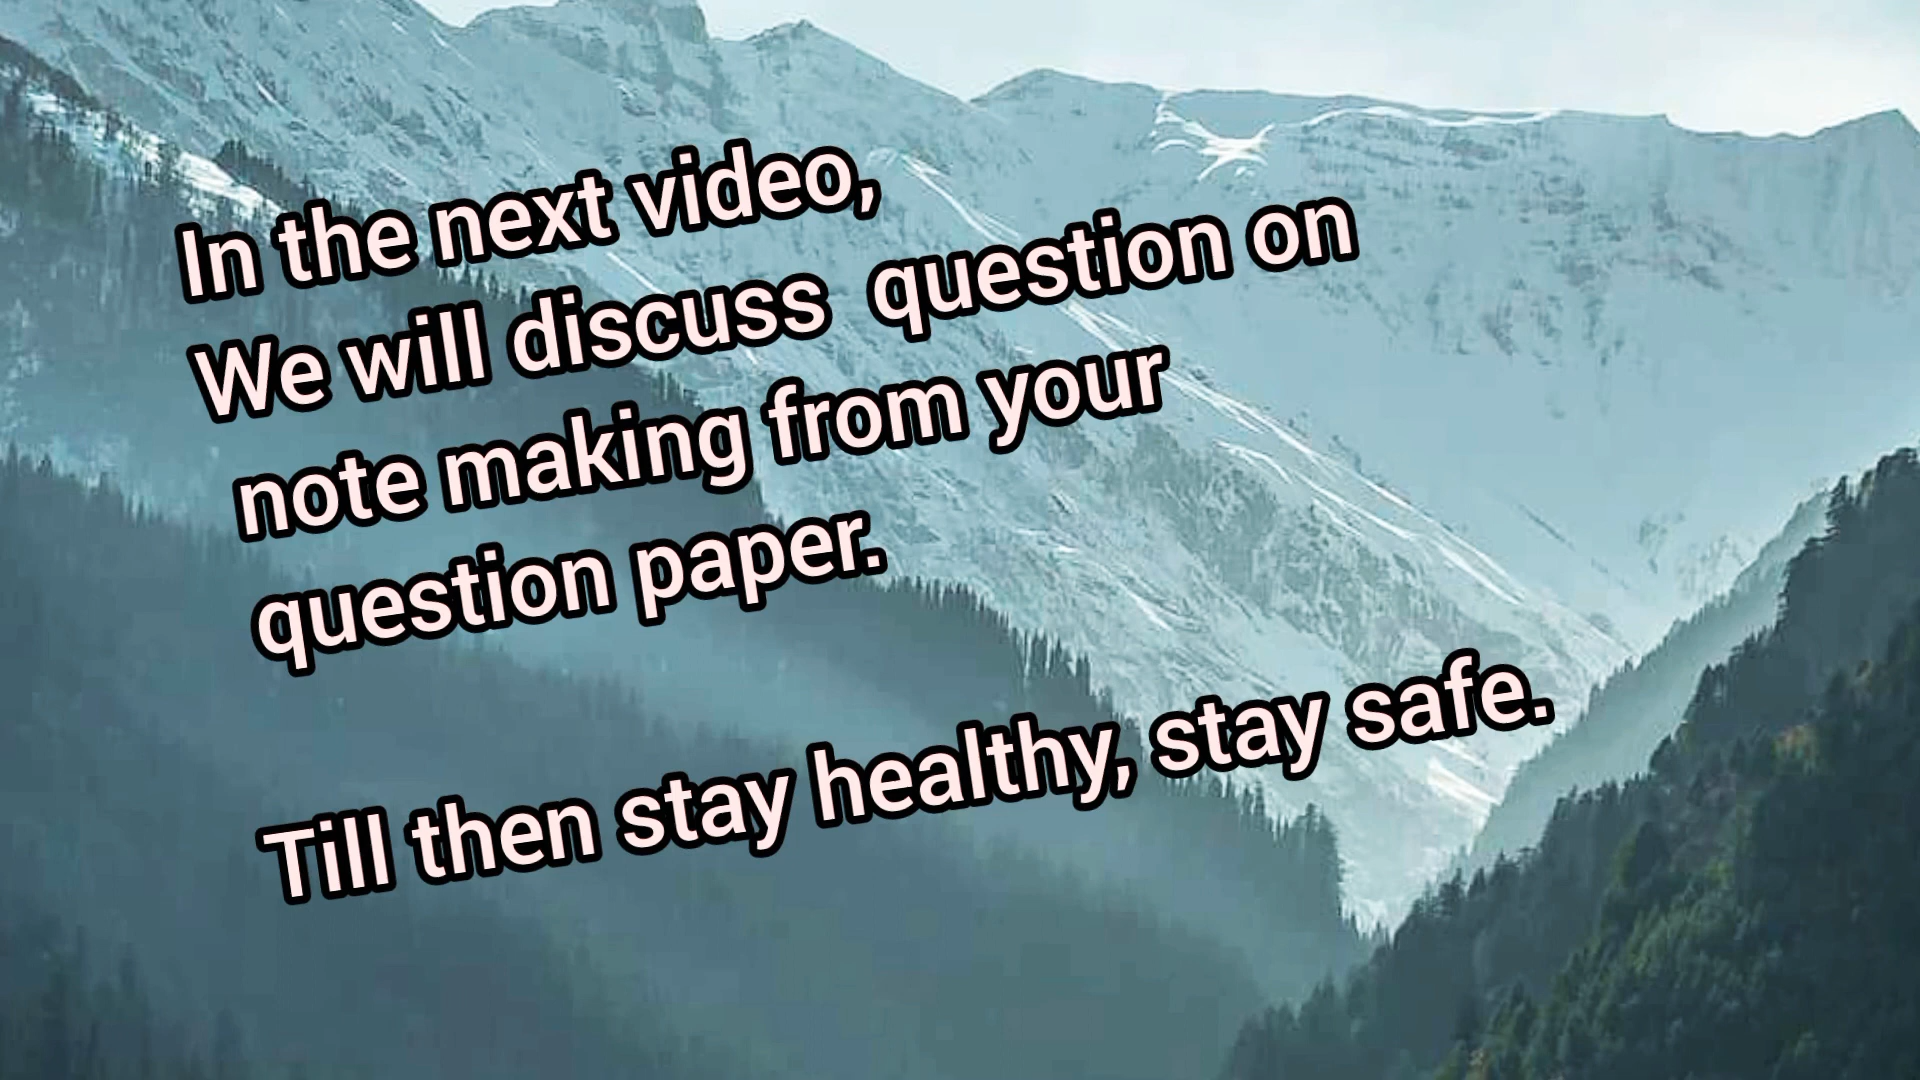 In the next video,
We will discuss  question on
note making from your
question paper.
Till then stay healthy, stay safe.